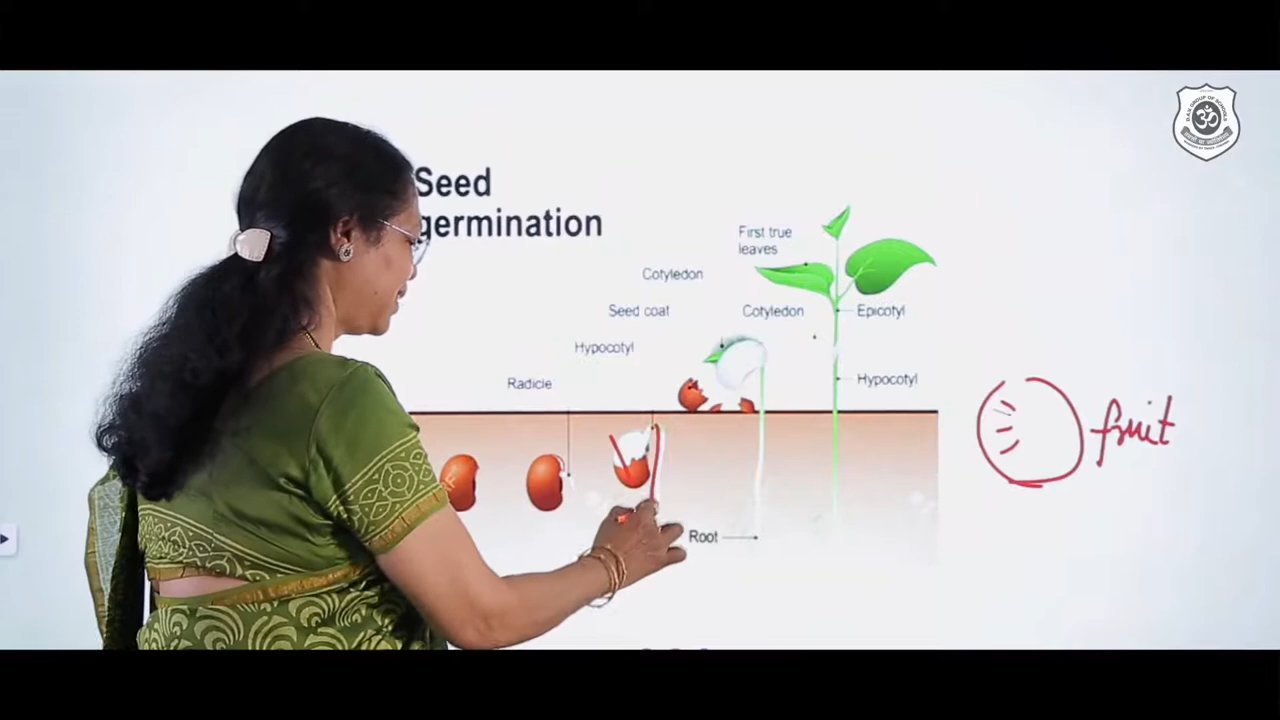 Seed
germination
First true
leaves
Cotyledon
Seed coat
Cotyledon
Epicotyl
Hypocotyl
Radicle
Hypocotyl
fruit
Root